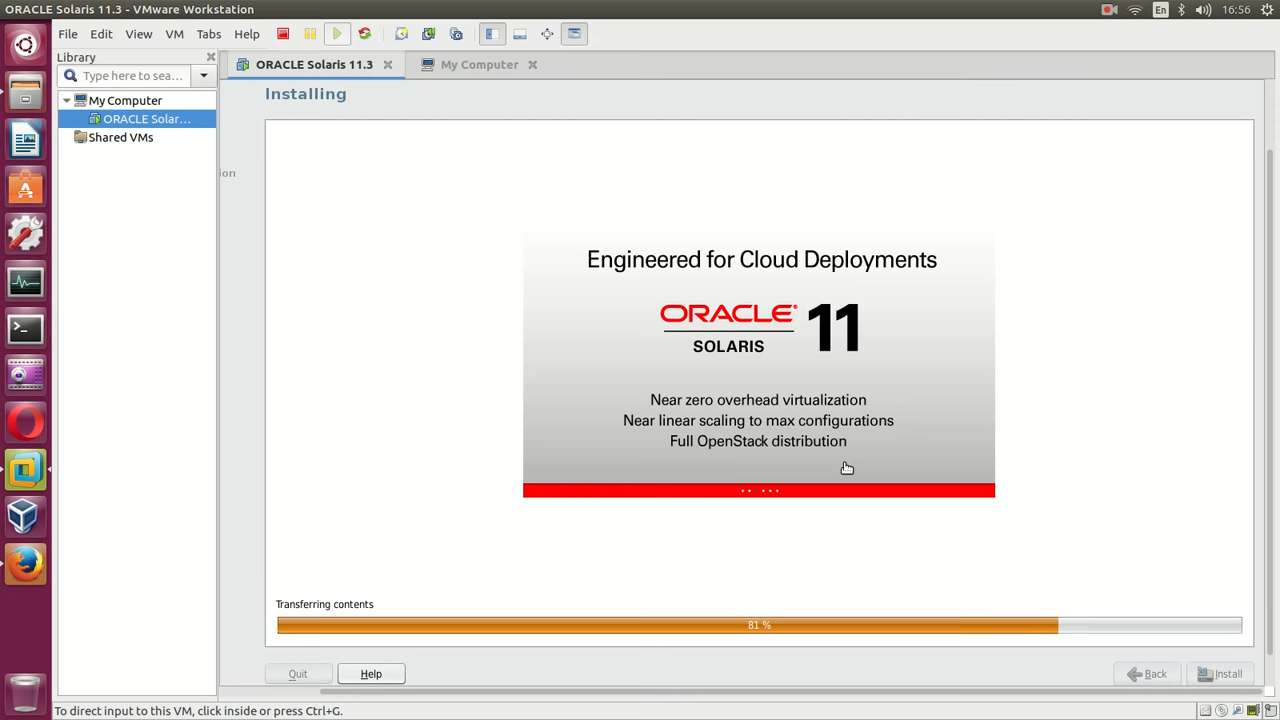 ORACLE Solaris 11.3 - VMware Workstation
En
16:56
File Edit View VM Tabs Help
Library
Type here to sea...
My Computer
ORACLE Solar...
Shared VMs
ORACLE Solaris 11.3
My Computer
Installing
ion
Engineered for Cloud Deployments
ORACLE®
SOLARIS
11
Near zero overhead virtualization
Near linear scaling to max configurations
Full OpenStack distribution
Transferring contents
81 %
Quit
Help
Back
Install
To direct input to this VM, click inside or press Ctrl+G.